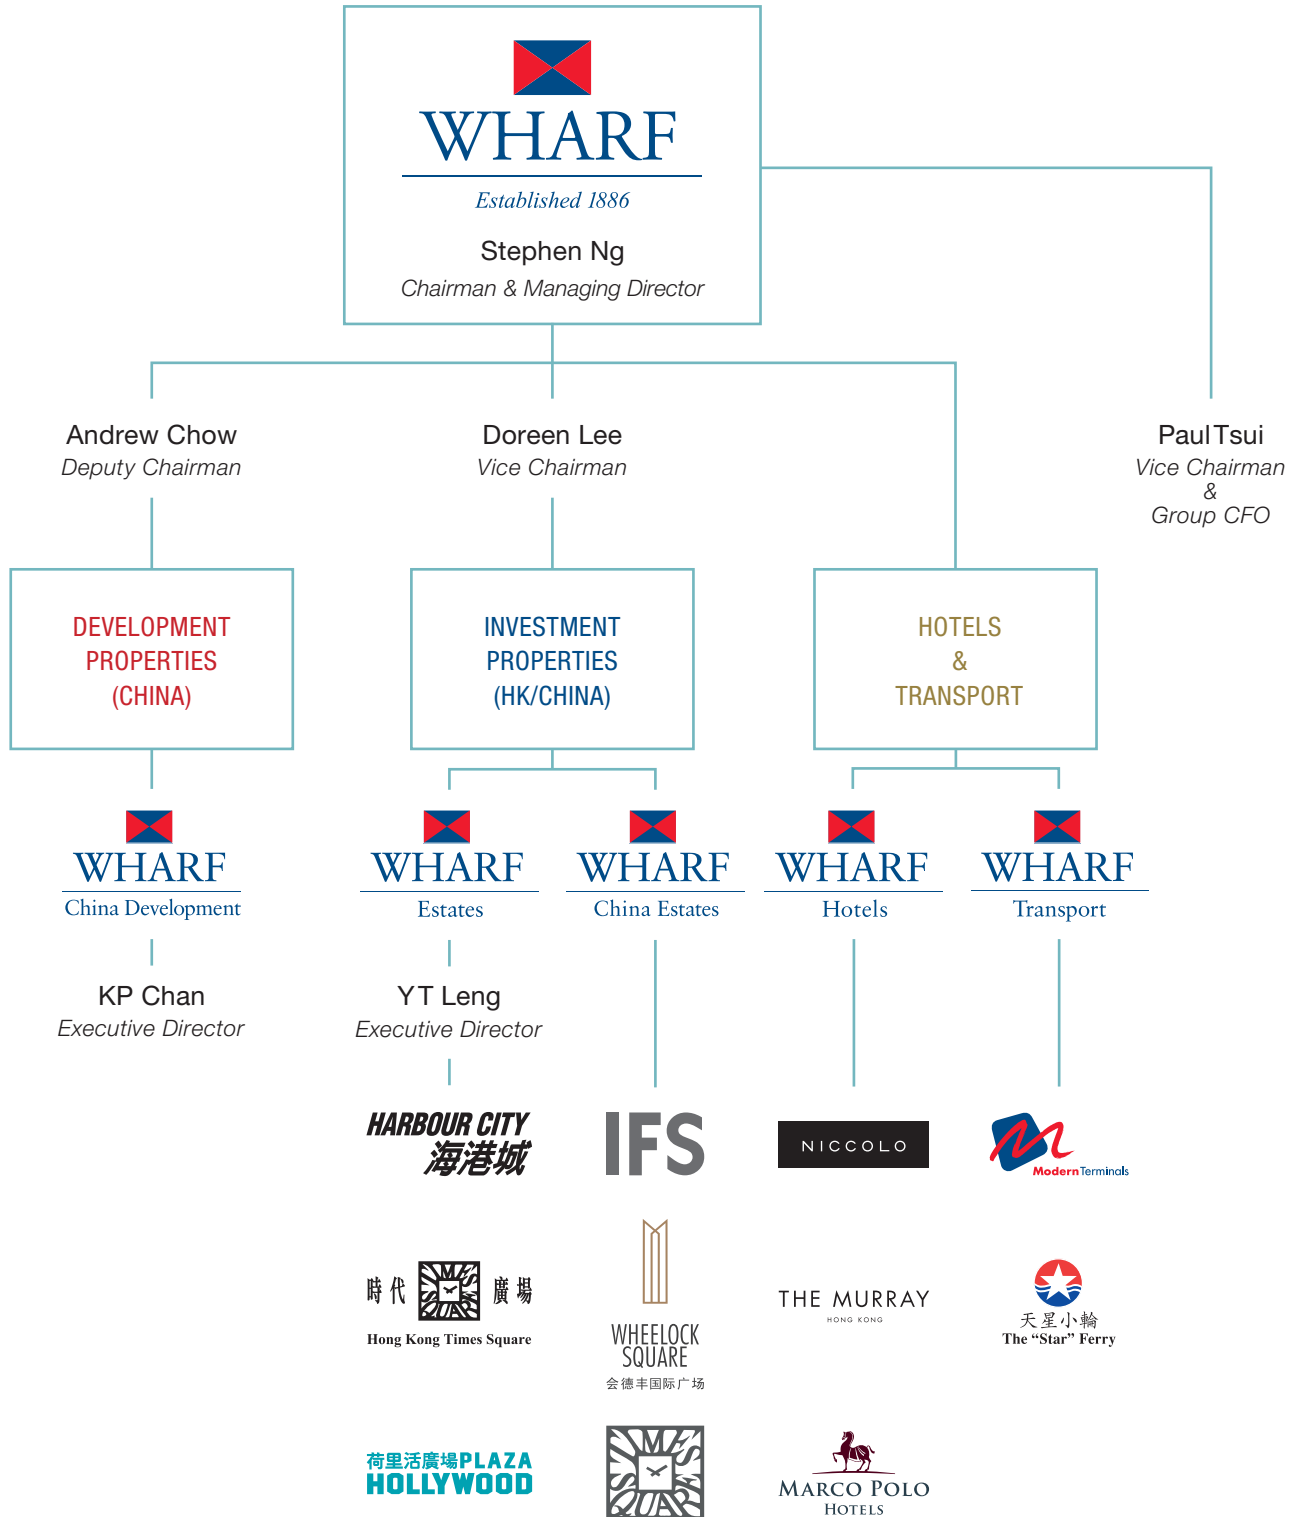 WHARF
Established 1886
Stephen Ng
Chairman & Managing Director
Andrew Chow
Deputy Chairman
Doreen Lee
Vice Chairman
Paul Tsui
Vice Chairman
&
Group CFO
DEVELOPMENT
PROPERTIES
(CHINA)
INVESTMENT
PROPERTIES
(HK/CHINA)
HOTELS
&
TRANSPORT
WHARF
China Development
WHARF
Estates
WHARF
China Estates
WHARF
Hotels
WHARF
Transport
KP Chan
Executive Director
YT Leng
Executive Director
HARBOUR CITY
海港城
IFS
NICCOLO
ModernTerminals
時代 TIMES SQUARE 廣場
Hong Kong Times Square
WHEELOCK
SQUARE
会德丰国际广场
THE MURRAY
HONG KONG
天星小輪
The “Star” Ferry
荷里活廣場PLAZA
HOLLYWOOD
TIMES SQUARE
MARCO POLO
HOTELS